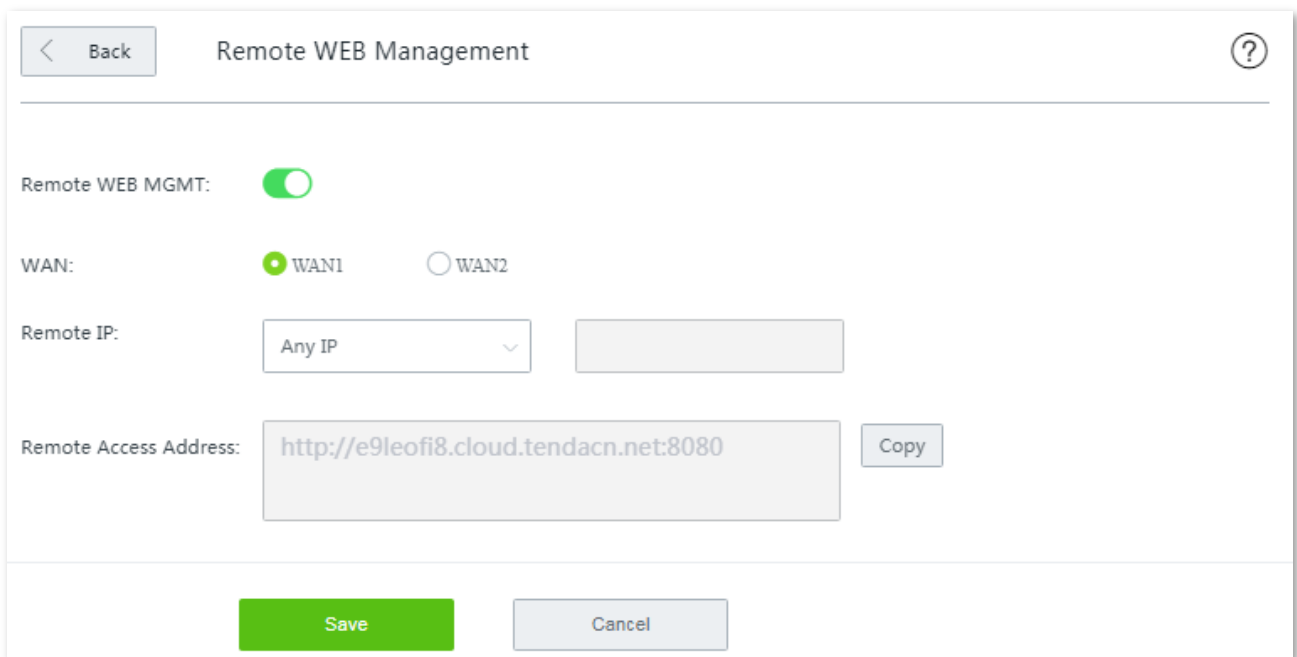 Back Remote WEB Management ?
Remote WEB MGMT:
WAN: WAN1 WAN2
Remote IP: Any IP
Remote Access Address: http://e9leofi8.cloud.tendacn.net:8080 Copy
Save Cancel